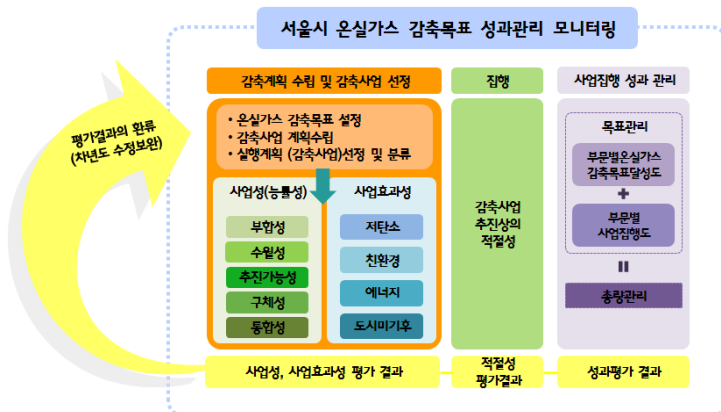 서울시 온실가스 감축목표 성과관리 모니터링
감축계획 수립 및 감축사업 선정
집행
사업집행 성과 관리
평가결과의 환류
(차년도 수정보완)
• 온실가스 감축목표 설정
• 감축사업 계획수립
• 실행계획 (감축사업)선정 및 분류
사업성(능률성)
부합성
수월성
추진가능성
구체성
통합성
사업효과성
저탄소
친환경
에너지
도시미기후
감축사업
추진상의
적절성
목표관리
부문별온실가스
감축목표달성도
+
부문별
사업집행도
=
총량관리
사업성, 사업효과성 평가 결과
적절성
평가결과
성과평가 결과